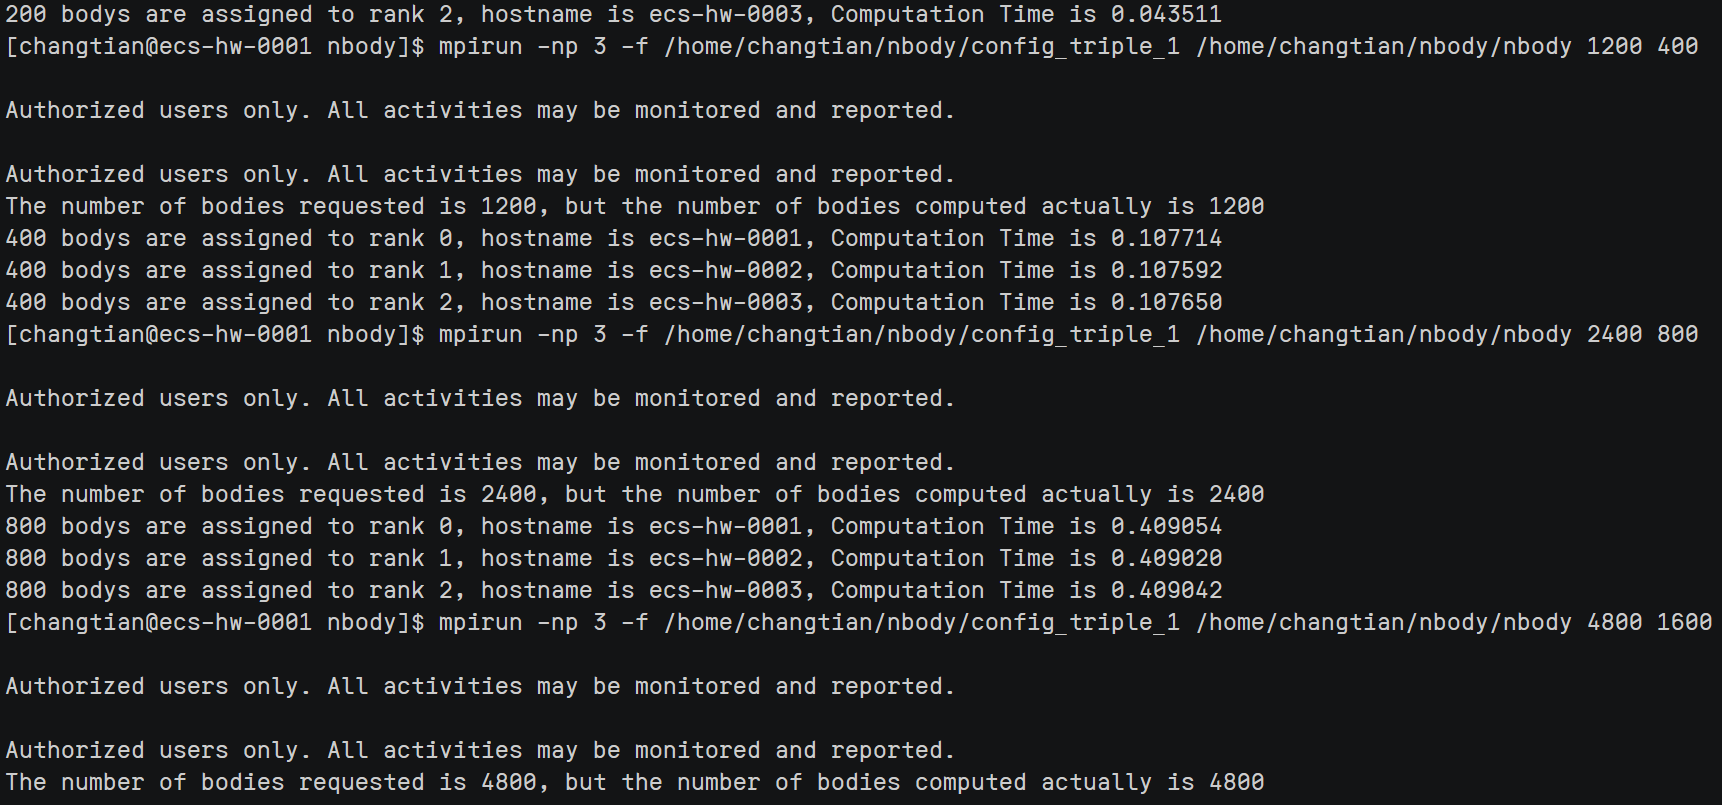 200 bodys are assigned to rank 2, hostname is ecs-hw-0003, Computation Time is 0.043511
[changtian@ecs-hw-0001 nbody]$ mpirun -np 3 -f /home/changtian/nbody/config_triple_1 /home/changtian/nbody/nbody 1200 400
Authorized users only. All activities may be monitored and reported.
Authorized users only. All activities may be monitored and reported.
The number of bodies requested is 1200, but the number of bodies computed actually is 1200
400 bodys are assigned to rank 0, hostname is ecs-hw-0001, Computation Time is 0.107714
400 bodys are assigned to rank 1, hostname is ecs-hw-0002, Computation Time is 0.107592
400 bodys are assigned to rank 2, hostname is ecs-hw-0003, Computation Time is 0.107650
[changtian@ecs-hw-0001 nbody]$ mpirun -np 3 -f /home/changtian/nbody/config_triple_1 /home/changtian/nbody/nbody 2400 800
Authorized users only. All activities may be monitored and reported.
Authorized users only. All activities may be monitored and reported.
The number of bodies requested is 2400, but the number of bodies computed actually is 2400
800 bodys are assigned to rank 0, hostname is ecs-hw-0001, Computation Time is 0.409054
800 bodys are assigned to rank 1, hostname is ecs-hw-0002, Computation Time is 0.409020
800 bodys are assigned to rank 2, hostname is ecs-hw-0003, Computation Time is 0.409042
[changtian@ecs-hw-0001 nbody]$ mpirun -np 3 -f /home/changtian/nbody/config_triple_1 /home/changtian/nbody/nbody 4800 1600
Authorized users only. All activities may be monitored and reported.
Authorized users only. All activities may be monitored and reported.
The number of bodies requested is 4800, but the number of bodies computed actually is 4800